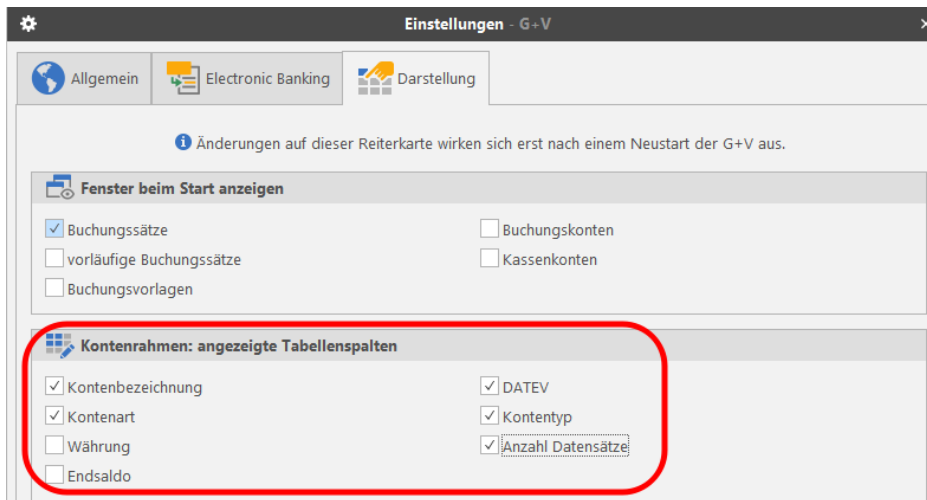 Einstellungen - G+V
Allgemein
Electronic Banking
Darstellung
Änderungen auf dieser Reiterkarte wirken sich erst nach einem Neustart der G+V aus.
Fenster beim Start anzeigen
Buchungssätze
Buchungskonten
vorläufige Buchungssätze
Kassenkonten
Buchungsvorlagen
Kontenrahmen: angezeigte Tabellenspalten
Kontenbezeichnung
DATEV
Kontenart
Kontentyp
Währung
Anzahl Datensätze
Endsaldo